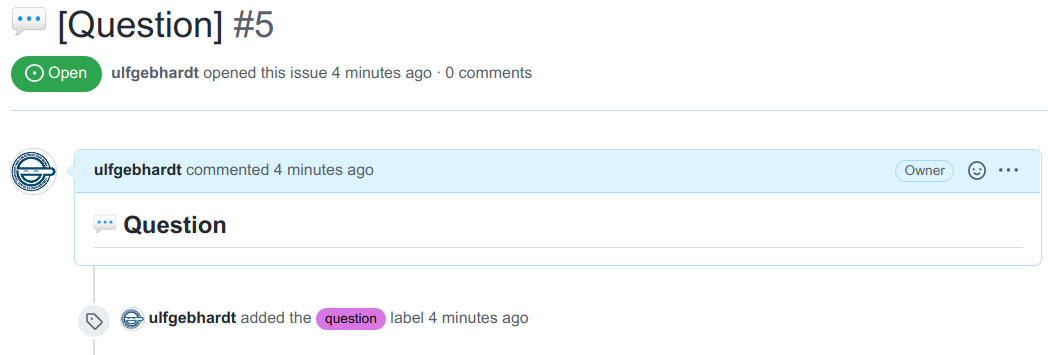 💬 [Question] #5
Open ulfgebhardt opened this issue 4 minutes ago · 0 comments
ulfgebhardt commented 4 minutes ago Owner
💬 Question
ulfgebhardt added the question label 4 minutes ago